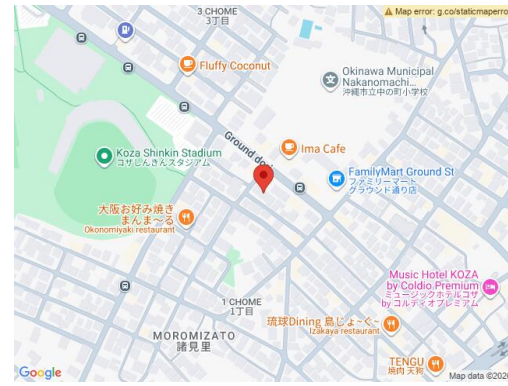 3 CHOME
3丁目
Map error: g.co/staticmaperro
Fluffy Coconut
Okinawa Municipal
Nakanomachi...
沖縄市立中の町小学校
Ima Cafe
Koza Shinkin Stadium
コザしんきんスタジアム
FamilyMart Ground St
ファミリーマート
グラウンド通り店
大阪お好み焼き
まんま~る
Okonomiyaki restaurant
Music Hotel KOZA
by Coldio Premium
ミュージックホテルコザ
by コルディオプレミアム
1 CHOME
1丁目
琉球Dining 島じょ~ぐ~
Izakaya restaurant
MOROMIZATO
諸見里
TENGU
焼肉 天狗
Google
Map data ©2026